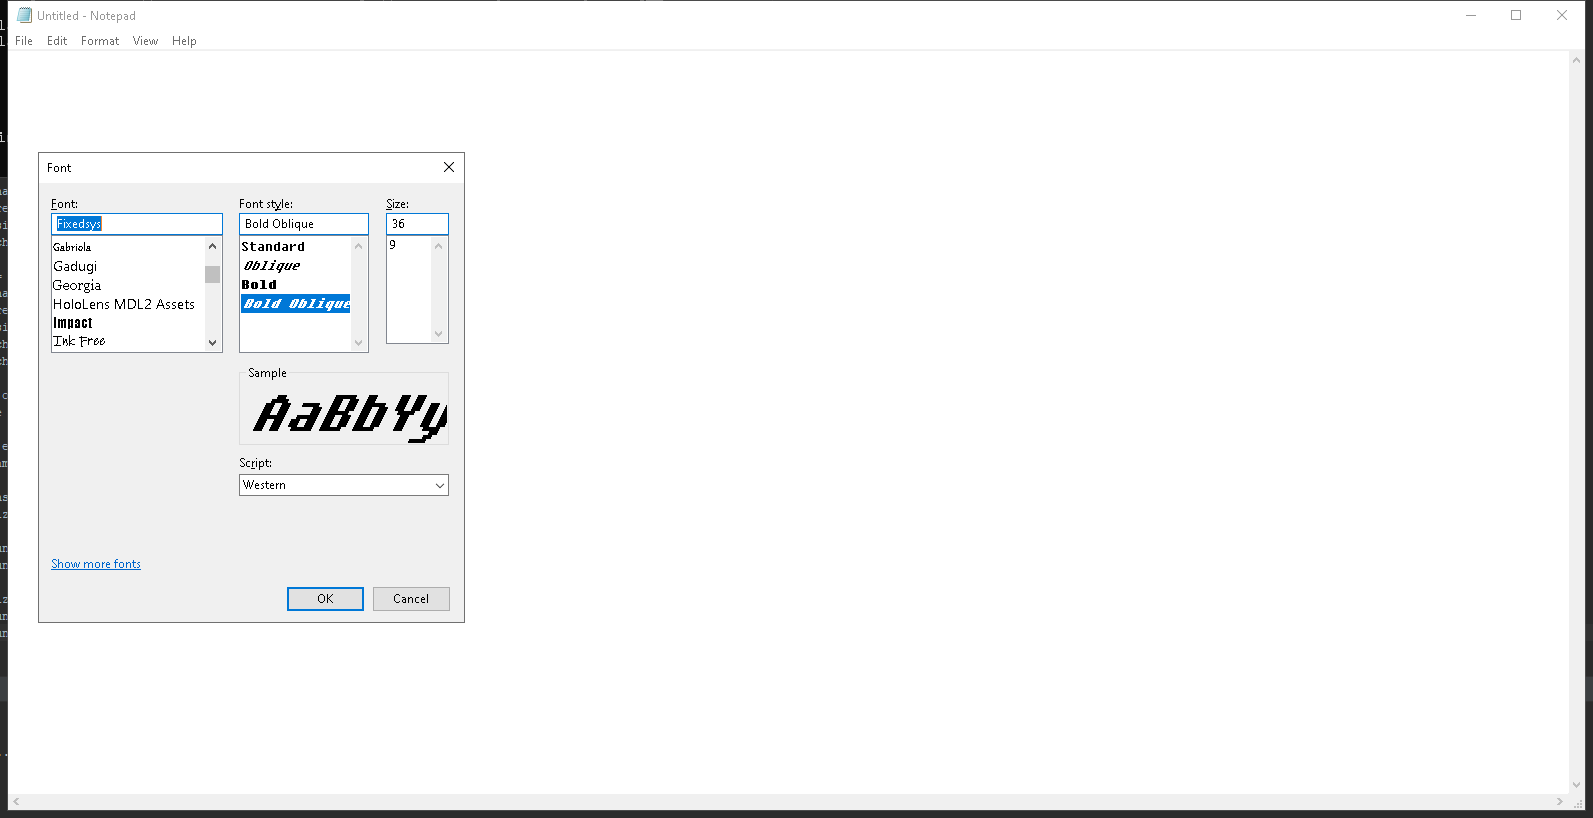 Untitled - Notepad
File Edit Format View Help
Font
Font: Font style: Size:
Fixedsys Bold Oblique 36
Gabriola Standard 9
Gadugi Oblique
Georgia Bold
HoloLens MDL2 Assets Bold Oblique
Impact
Ink Free
Sample
AaBbYy
Script:
Western
Show more fonts
OK Cancel